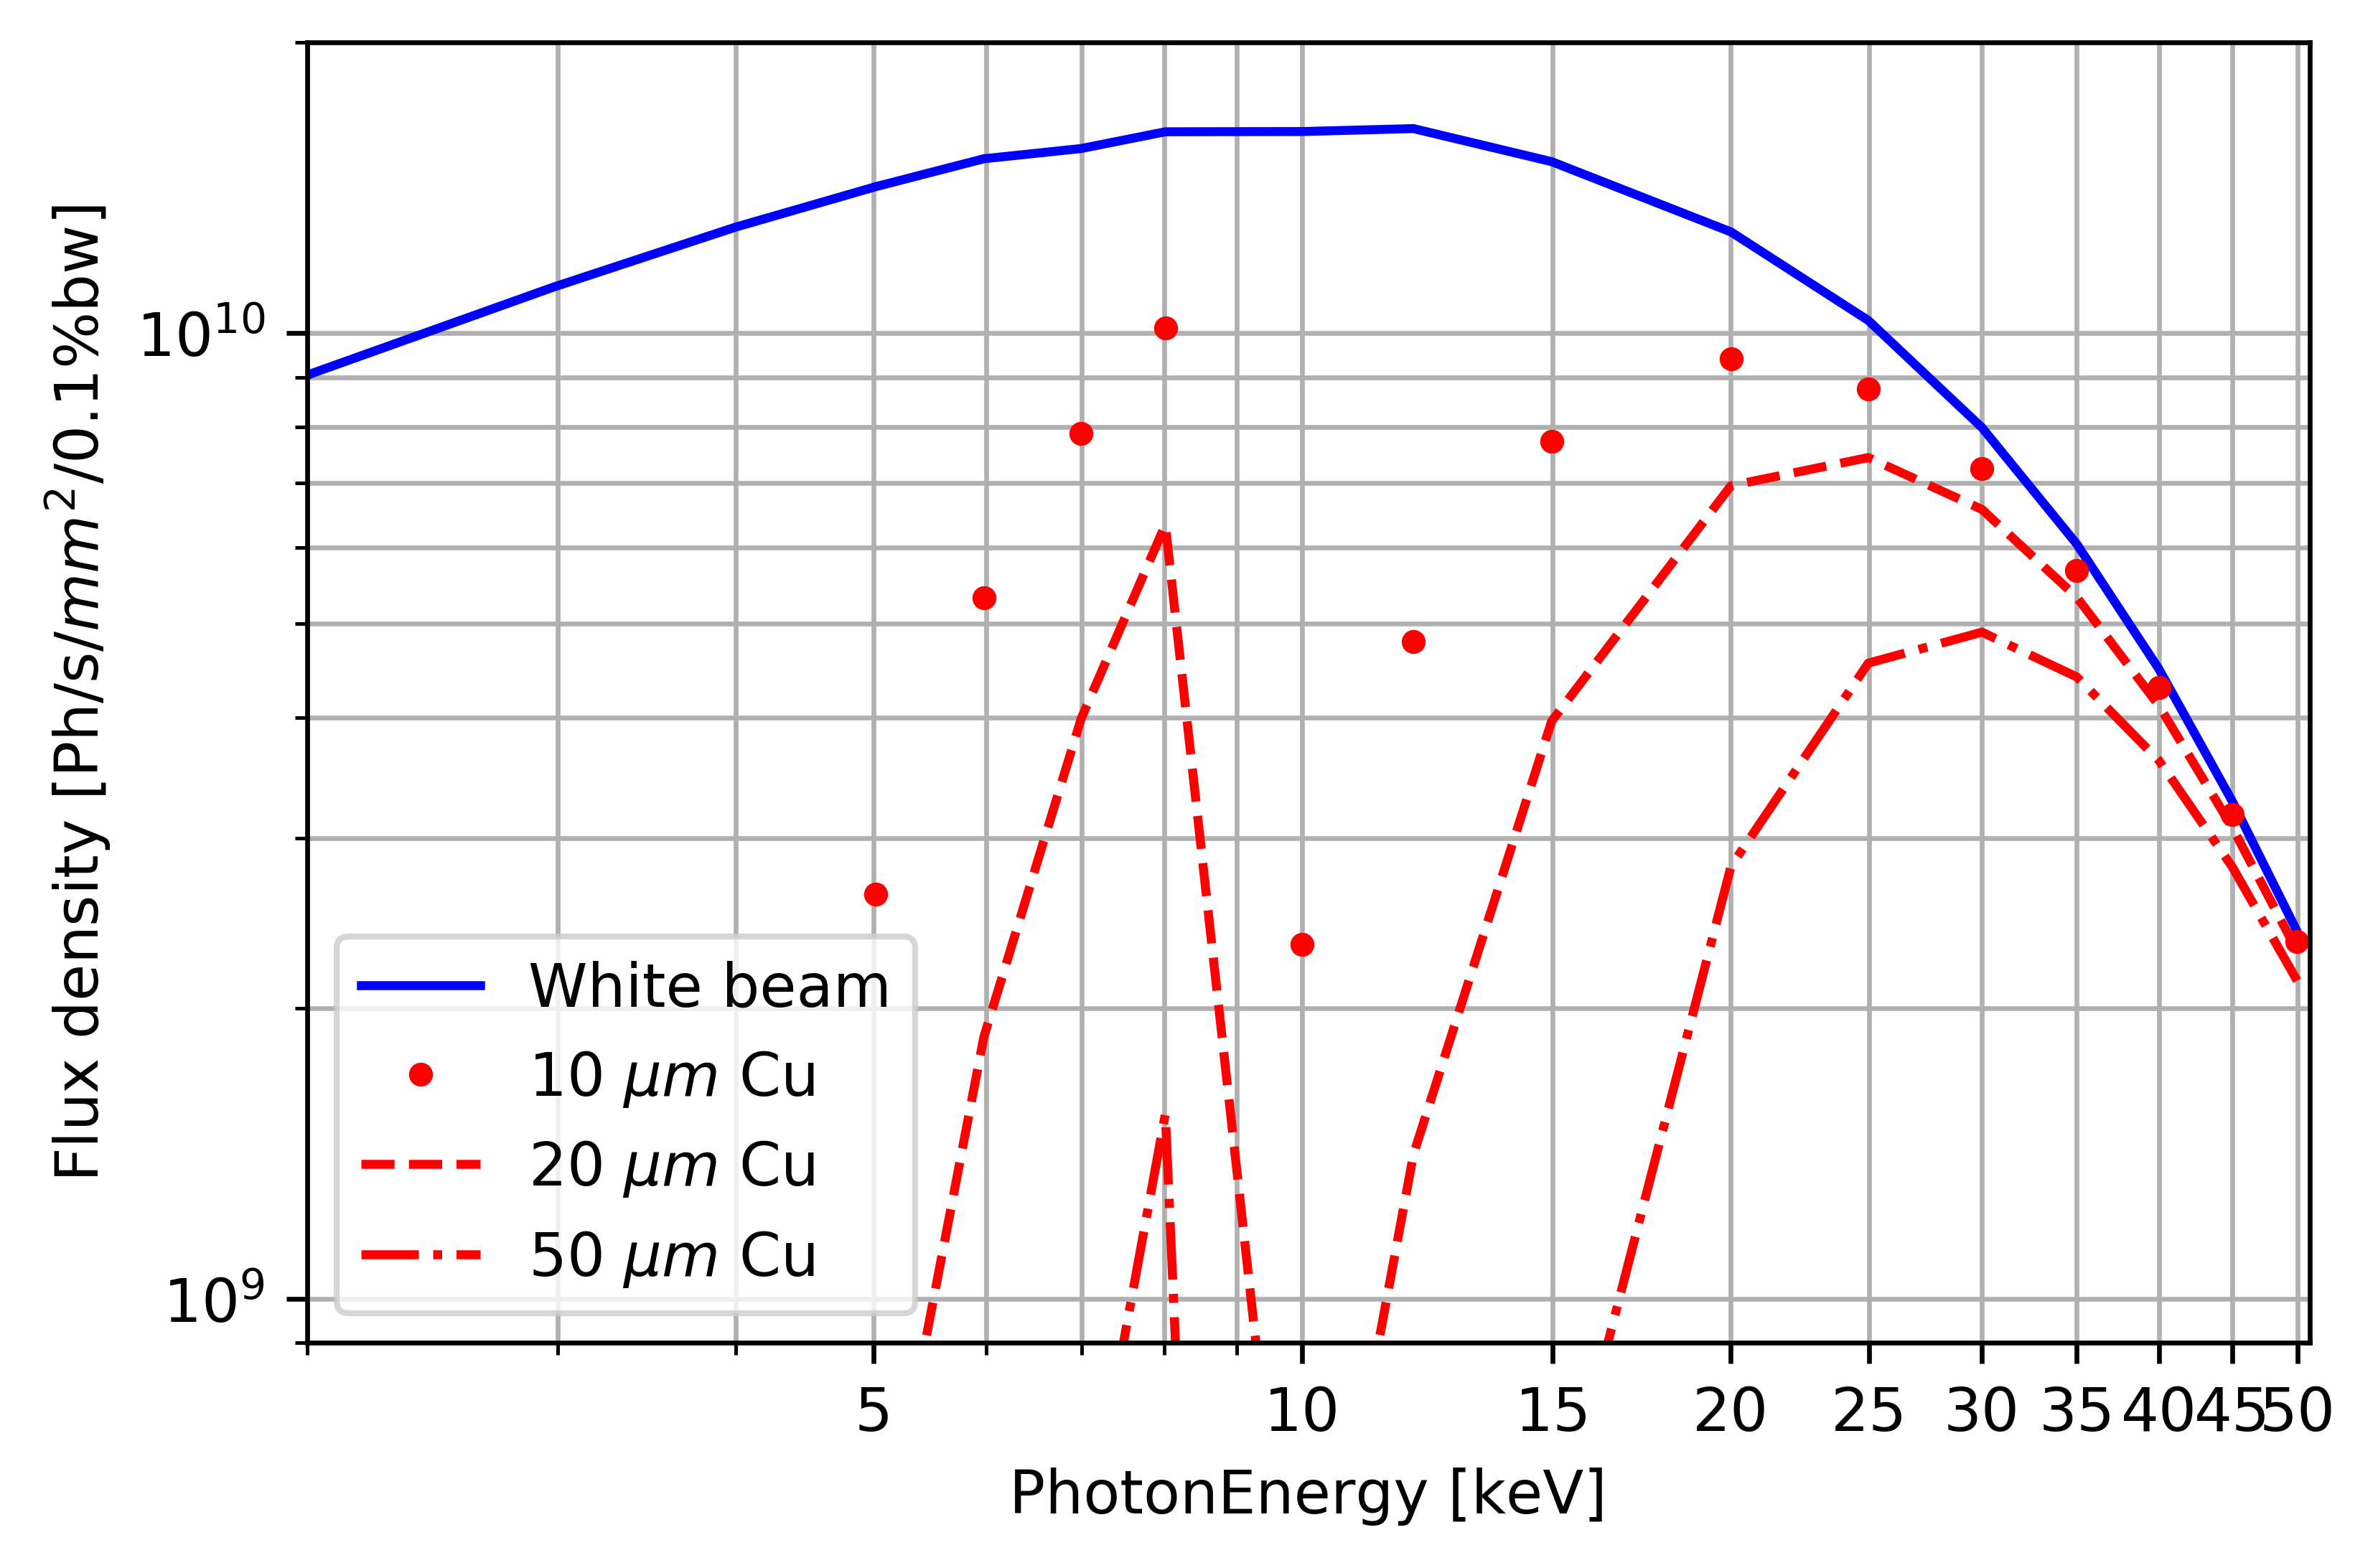 Flux density [Ph/s/mm²/0.1%bw]
10¹⁰
10⁹
White beam
10 μm Cu
20 μm Cu
50 μm Cu
5 10 15 20 25 30 35 40 45 50
PhotonEnergy [keV]